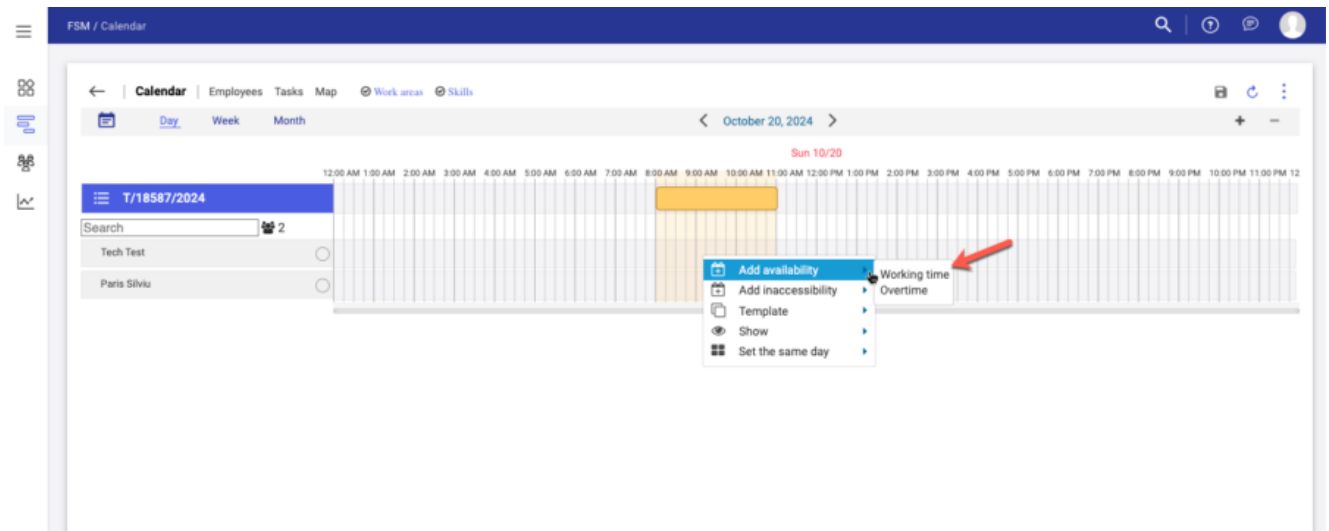 FSM / Calendar
Calendar Employees Tasks Map Work areas Skills
Day Week Month October 20, 2024
Sun 10/20
12:00 AM 1:00 AM 2:00 AM 3:00 AM 4:00 AM 5:00 AM 6:00 AM 7:00 AM 8:00 AM 9:00 AM 10:00 AM 11:00 AM 12:00 PM 1:00 PM 2:00 PM 3:00 PM 4:00 PM 5:00 PM 6:00 PM 7:00 PM 8:00 PM 9:00 PM 10:00 PM 11:00 PM 12
T/18587/2024
Search 2
Tech Test
Paris Silviu
Add availability
Working time
Add inaccessibility
Overtime
Template
Show
Set the same day